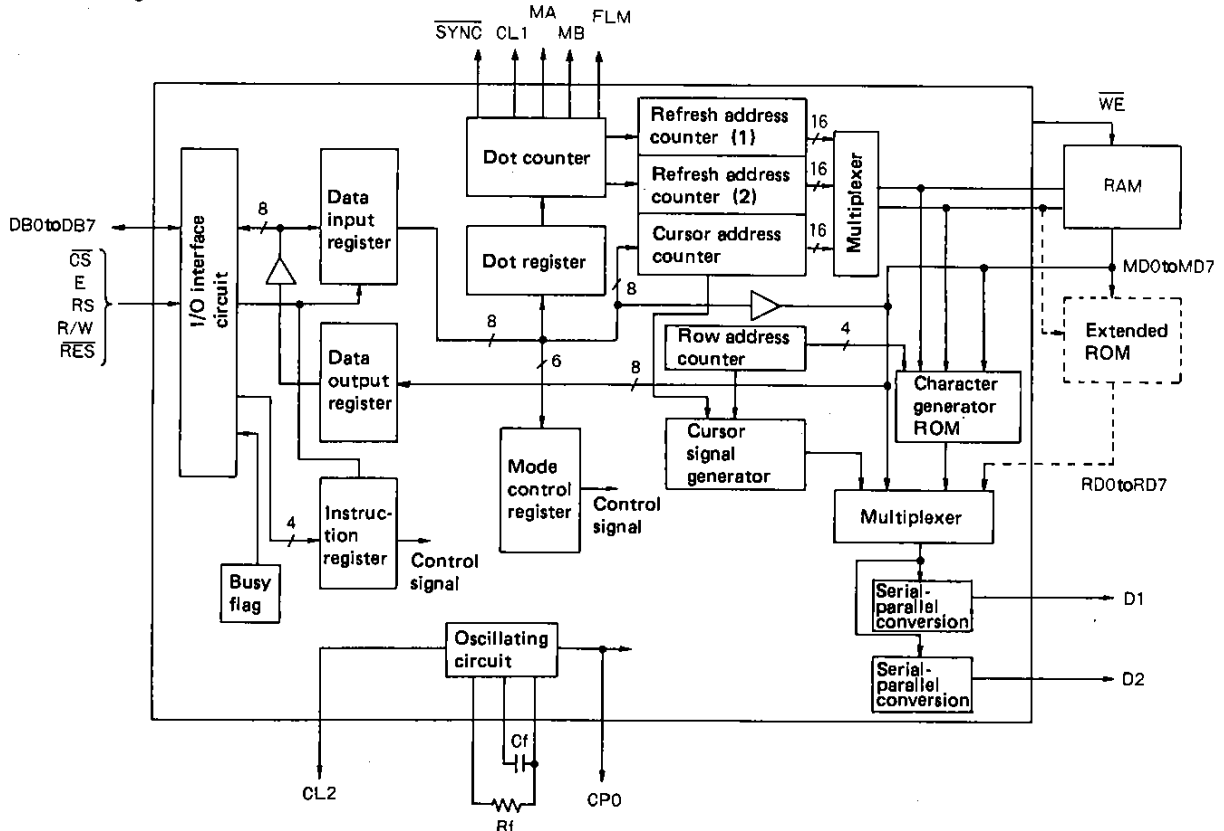 MA
FLM
SYNC
CL1
MB
WE
Refresh address
counter (1)
16
Dot counter
Refresh address
counter (2)
16
Multiplexer
RAM
Data
input
register
8
DB0toDB7
Cursor address
counter
16
Dot register
I/O interface
circuit
MD0toMD7
CS
E
RS
R/W
RES
8
8
6
Row address
counter
4
Extended
ROM
Data
output
register
8
Character
generator
ROM
Cursor
signal
generator
Mode
control
register
Control
signal
RD0toRD7
Multiplexer
4
Instruc-
tion
register
Control
signal
Busy
flag
Serial-
parallel
conversion
D1
Oscillating
circuit
Serial-
parallel
conversion
D2
Cf
CL2
CP0
Rf